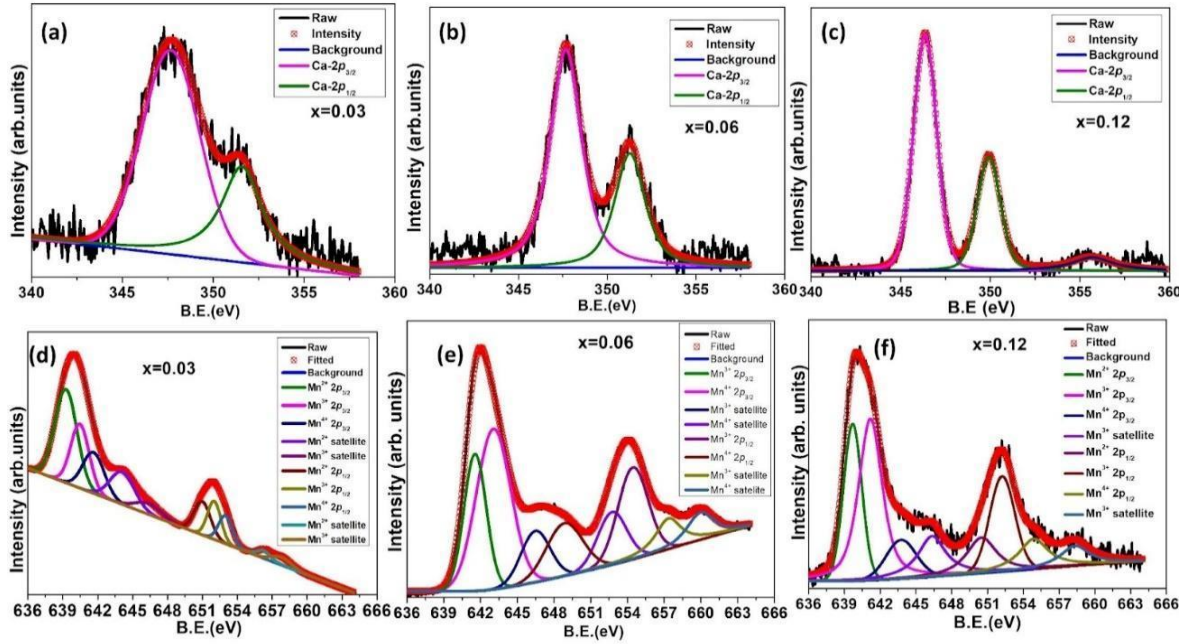 (a)
Raw
Intensity
Background
Ca-2p3/2
Ca-2p1/2
x=0.03
Intensity (arb.units)
340 345 350 355 360
B.E.(eV)
(b)
Raw
Intensity
Background
Ca-2p3/2
Ca-2p1/2
x=0.06
Intensity (arb.units)
340 345 350 355 360
B.E.(eV)
(c)
Raw
Intensity
Background
Ca-2p3/2
Ca-2p1/2
x=0.12
Intensity (arb.units)
340 345 350 355 360
B.E (eV)
(d)
x=0.03
Raw
Fitted
Background
Mn²⁺ 2p3/2
Mn³⁺ 2p3/2
Mn⁴⁺ 2p3/2
Mn²⁺ satellite
Mn³⁺ satellite
Mn²⁺ 2p1/2
Mn³⁺ 2p1/2
Mn⁴⁺ 2p1/2
Mn²⁺ satellite
Mn³⁺ satellite
Intensity (arb.units)
636 639 642 645 648 651 654 657 660 663 666
B.E.(eV)
(e)
x=0.06
Raw
Fitted
Background
Mn³⁺ 2p3/2
Mn⁴⁺ 2p3/2
Mn³⁺ satellite
Mn⁴⁺ satellite
Mn³⁺ 2p1/2
Mn⁴⁺ 2p1/2
Mn³⁺ satellite
Mn⁴⁺ satellite
Intensity (arb. units)
636 639 642 645 648 651 654 657 660 663 666
B.E.(eV)
(f)
x=0.12
Raw
Fitted
Background
Mn²⁺ 2p3/2
Mn³⁺ 2p3/2
Mn⁴⁺ 2p3/2
Mn³⁺ satellite
Mn²⁺ 2p1/2
Mn³⁺ 2p1/2
Mn⁴⁺ 2p1/2
Mn³⁺ satellite
Intensity (arb. units)
636 639 642 645 648 651 654 657 660 663 666
B.E.(eV)